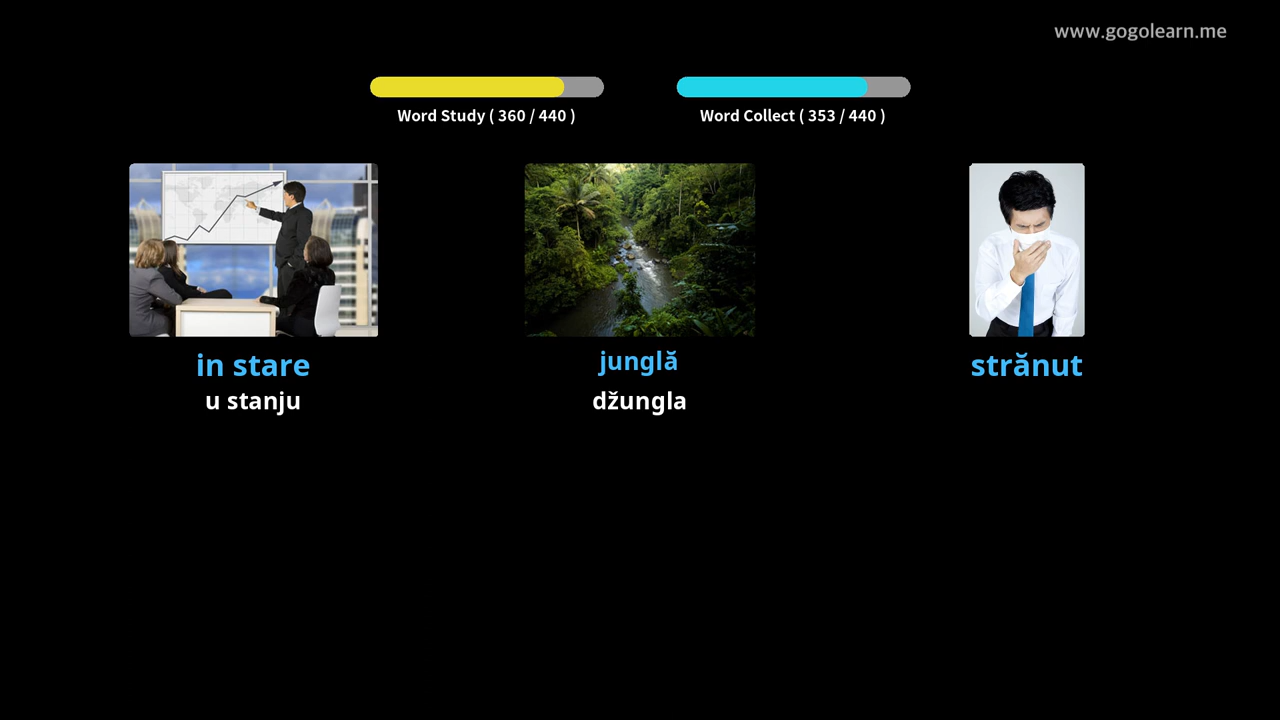 www.gogolearn.me
Word Study ( 360 / 440 )
Word Collect ( 353 / 440 )
in stare
u stanju
junglă
džungla
strănut